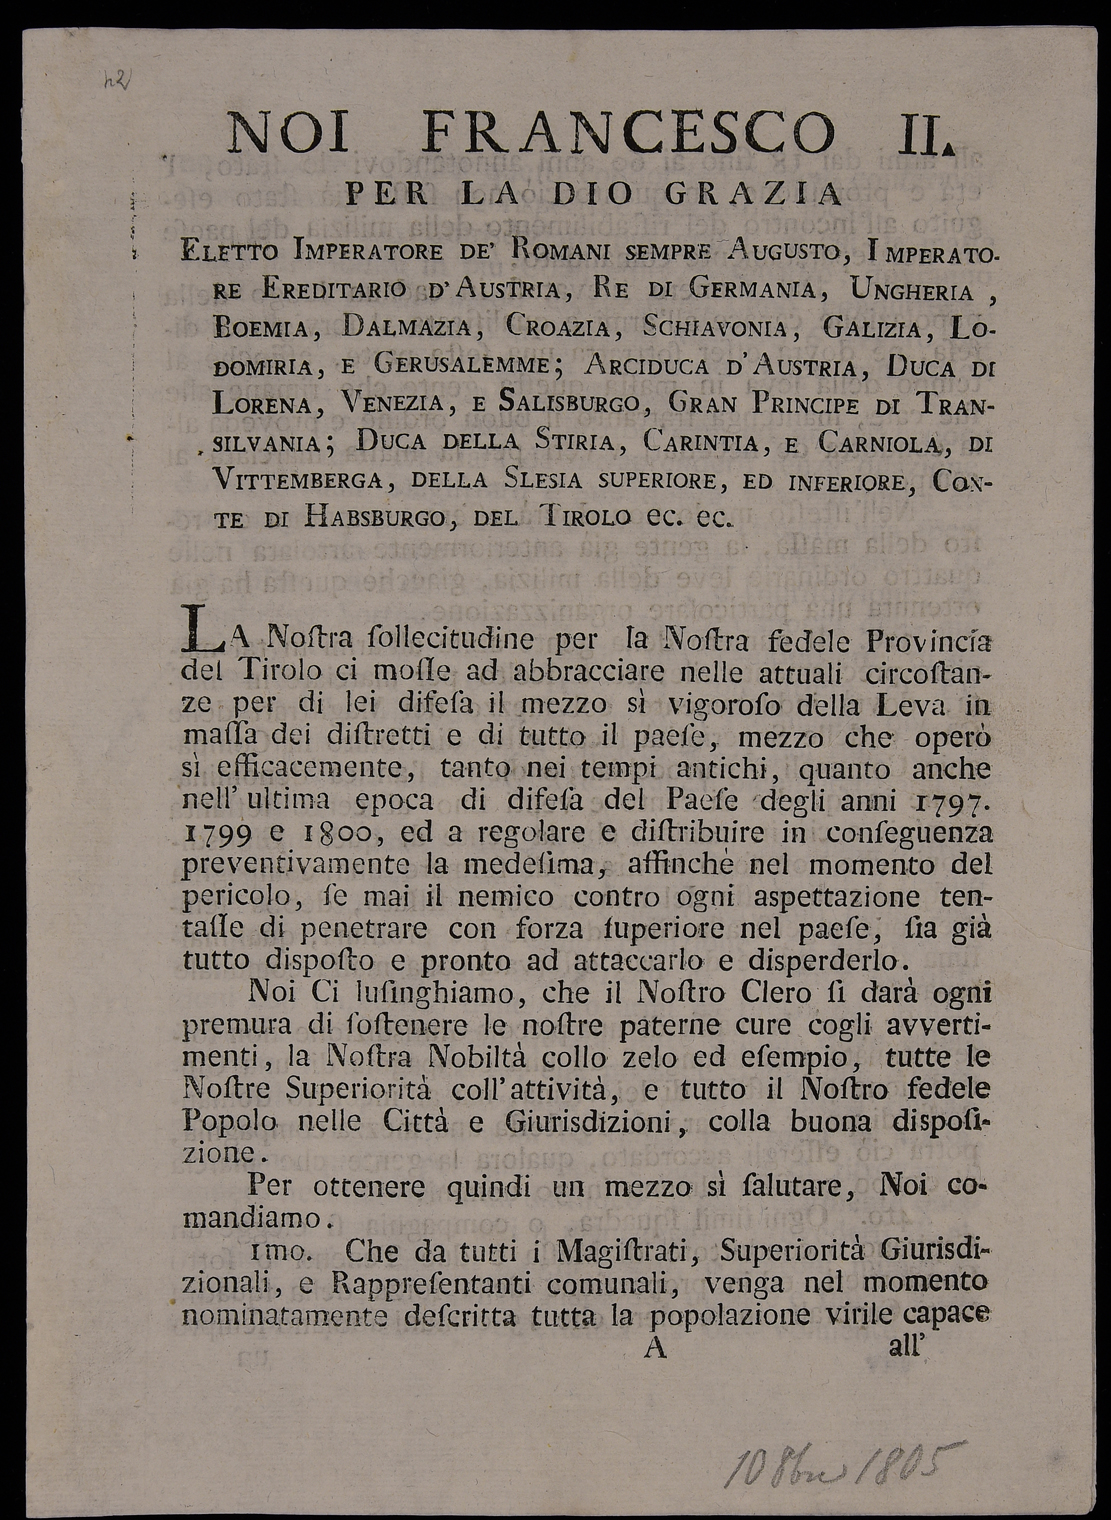 NOI FRANCESCO II.
PER LA DIO GRAZIA
ELETTO IMPERATORE DE' ROMANI SEMPRE AUGUSTO, IMPERATO-
RE EREDITARIO D'AUSTRIA, RE DI GERMANIA, UNGHERIA,
BOEMIA, DALMAZIA, CROAZIA, SCHIAVONIA, GALIZIA, LO-
DOMIRIA, E GERUSALEMME; ARCIDUCA D'AUSTRIA, DUCA DI
LORENA, VENEZIA, E SALISBURGO, GRAN PRINCIPE DI TRAN-
SILVANIA; DUCA DELLA STIRIA, CARINTIA, E CARNIOLA, DI
VITTEMBERGA, DELLA SLESIA SUPERIORE, ED INFERIORE, CON-
TE DI HABSBURGO, DEL TIROLO ec. ec.
LA Noſtra ſollecitudine per la Noſtra fedele Provincia
del Tirolo ci moſſe ad abbracciare nelle attuali circoſtan-
ze per di lei difeſa il mezzo sì vigoroſo della Leva in
maſſa dei diſtretti e di tutto il paeſe, mezzo che operò
sì efficacemente, tanto nei tempi antichi, quanto anche
nell'ultima epoca di difeſa del Paeſe degli anni 1797.
1799 e 1800, ed a regolare e diſtribuire in conſeguenza
preventivamente la medeſima, affinchè nel momento del
pericolo, ſe mai il nemico contro ogni aspettazione ten-
taſſe di penetrare con forza ſuperiore nel paeſe, ſia già
tutto dispoſto e pronto ad attaccarlo e disperderlo.
Noi Ci luſinghiamo, che il Noſtro Clero ſi darà ogni
premura di ſoſtenere le noſtre paterne cure cogli avverti-
menti, la Noſtra Nobiltà collo zelo ed eſempio, tutte le
Noſtre Superiorità coll'attività, e tutto il Noſtro fedele
Popolo nelle Città e Giurisdizioni, colla buona dispoſi-
zione.
Per ottenere quindi un mezzo sì ſalutare, Noi co-
mandiamo.
1mo. Che da tutti i Magiſtrati, Superiorità Giurisdi-
zionali, e Rappreſentanti comunali, venga nel momento
nominatamente deſcritta tutta la popolazione virile capace
A all'
10 8bre 1805